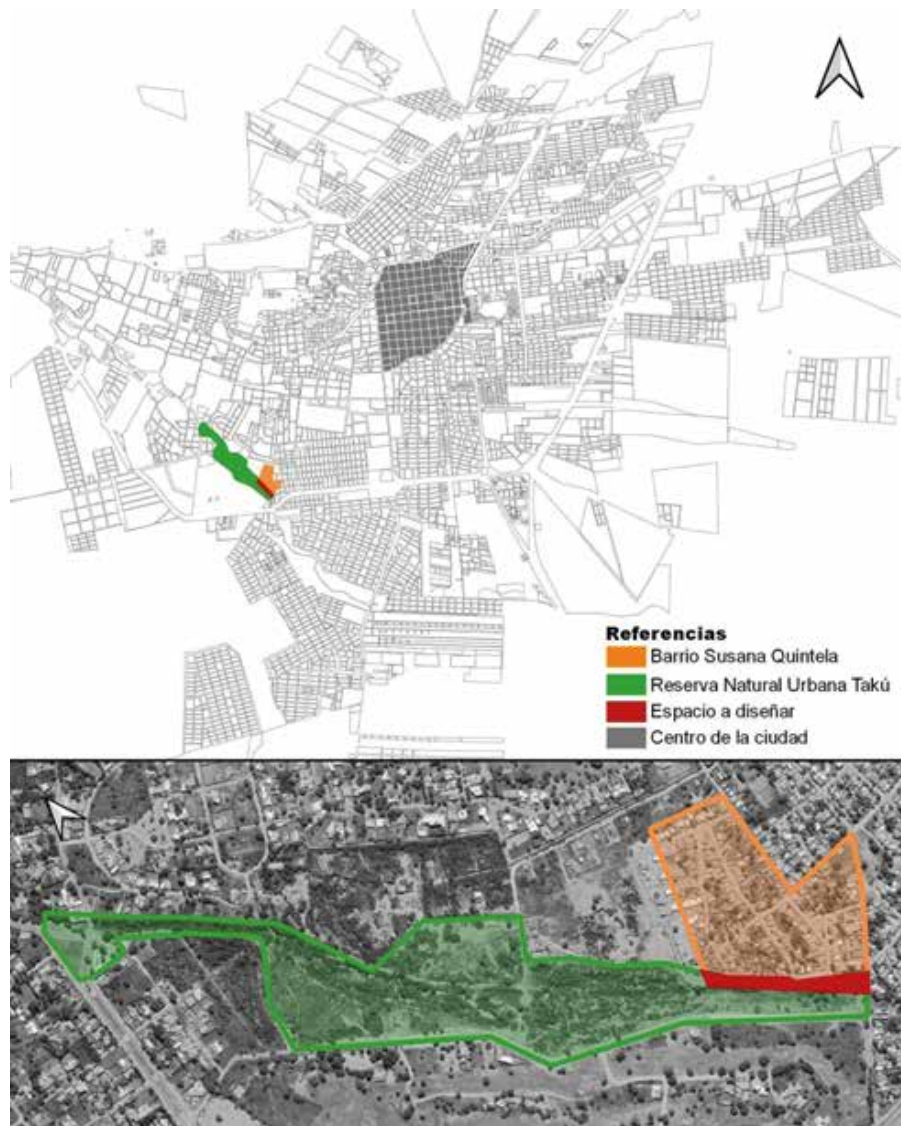 Referencias
Barrio Susana Quintela
Reserva Natural Urbana Takú
Espacio a diseñar
Centro de la ciudad